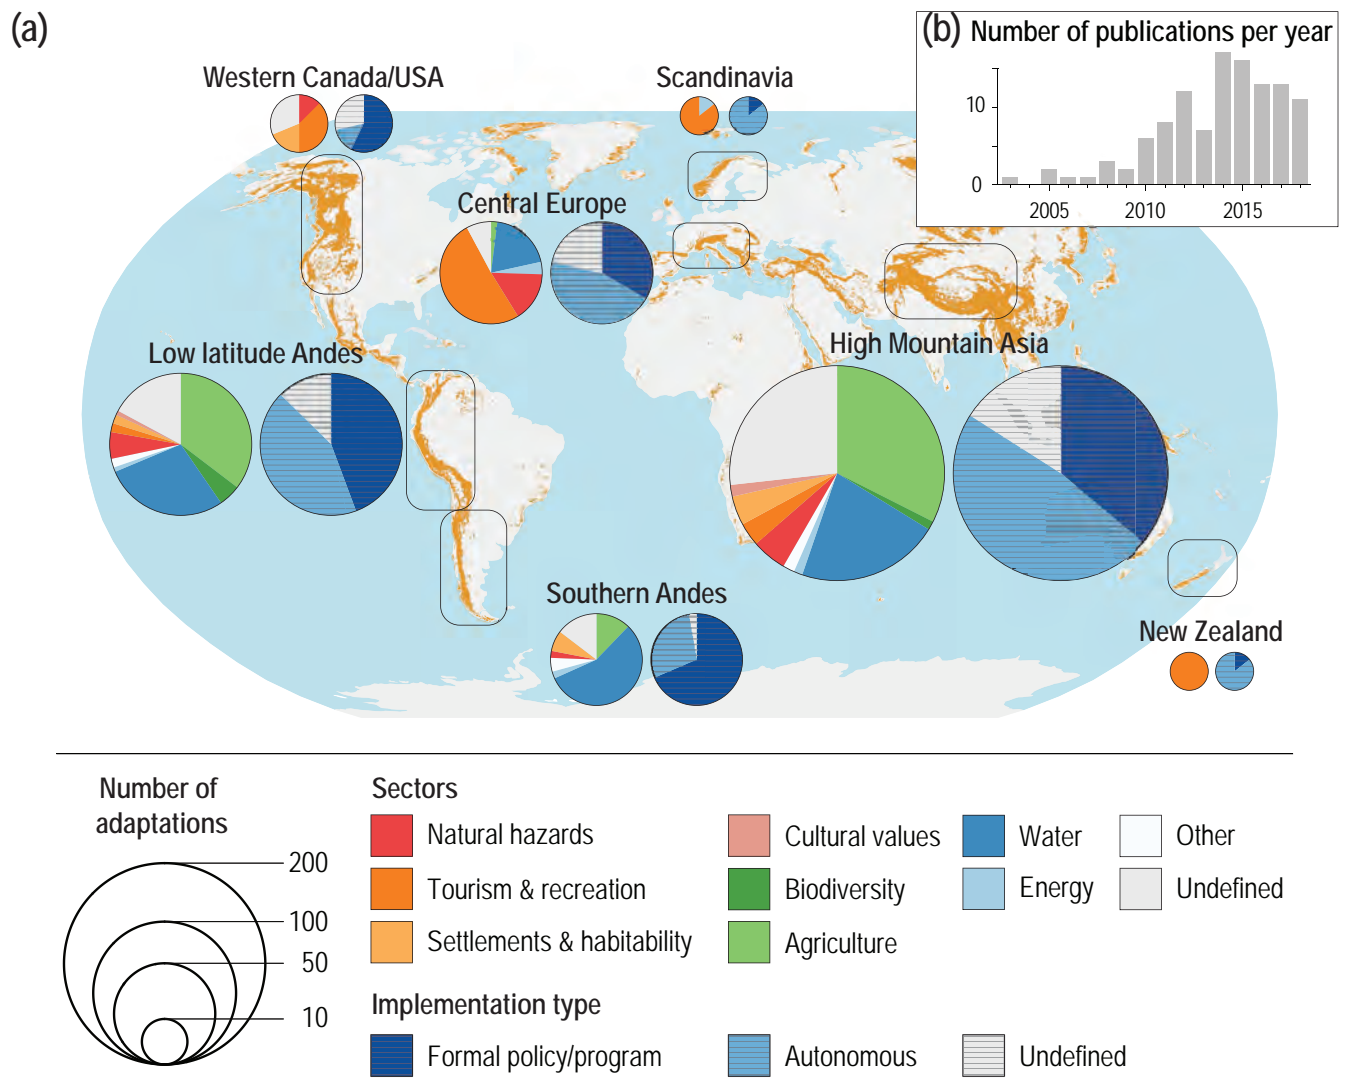 (a)
(b) Number of publications per year
10
0
2005 2010 2015
Western Canada/USA
Scandinavia
Central Europe
High Mountain Asia
Low latitude Andes
Southern Andes
New Zealand
Number of
adaptations
200
100
50
10
Sectors
Natural hazards
Tourism & recreation
Settlements & habitability
Cultural values
Biodiversity
Agriculture
Water
Energy
Other
Undefined
Implementation type
Formal policy/program
Autonomous
Undefined